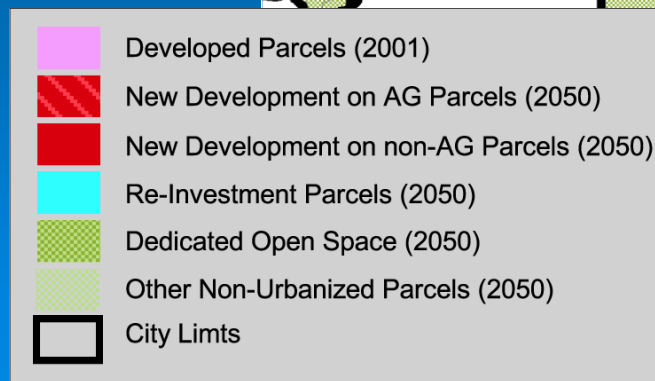 Developed Parcels (2001)
New Development on AG Parcels (2050)
New Development on non-AG Parcels (2050)
Re-Investment Parcels (2050)
Dedicated Open Space (2050)
Other Non-Urbanized Parcels (2050)
City Limts